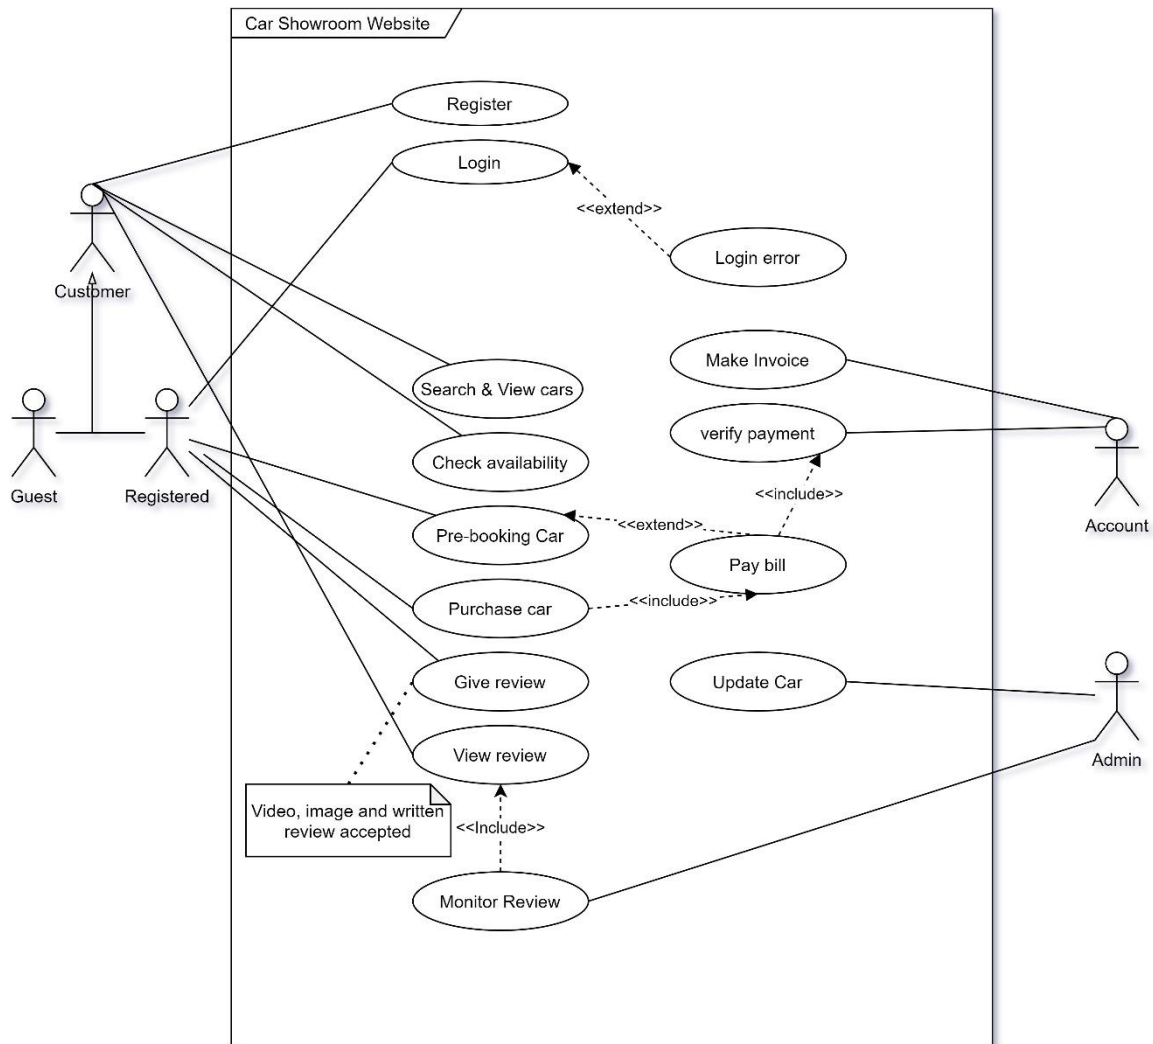 Car Showroom Website
Register
Login
<<extend>>
Login error
Customer
Make Invoice
Search & View cars
verify payment
Check availability
Guest
Registered
<<include>>
Account
<<extend>>
Pre-booking Car
Pay bill
Purchase car
<<include>>
Give review
Update Car
View review
Admin
Video, image and written
review accepted
<<Include>>
Monitor Review